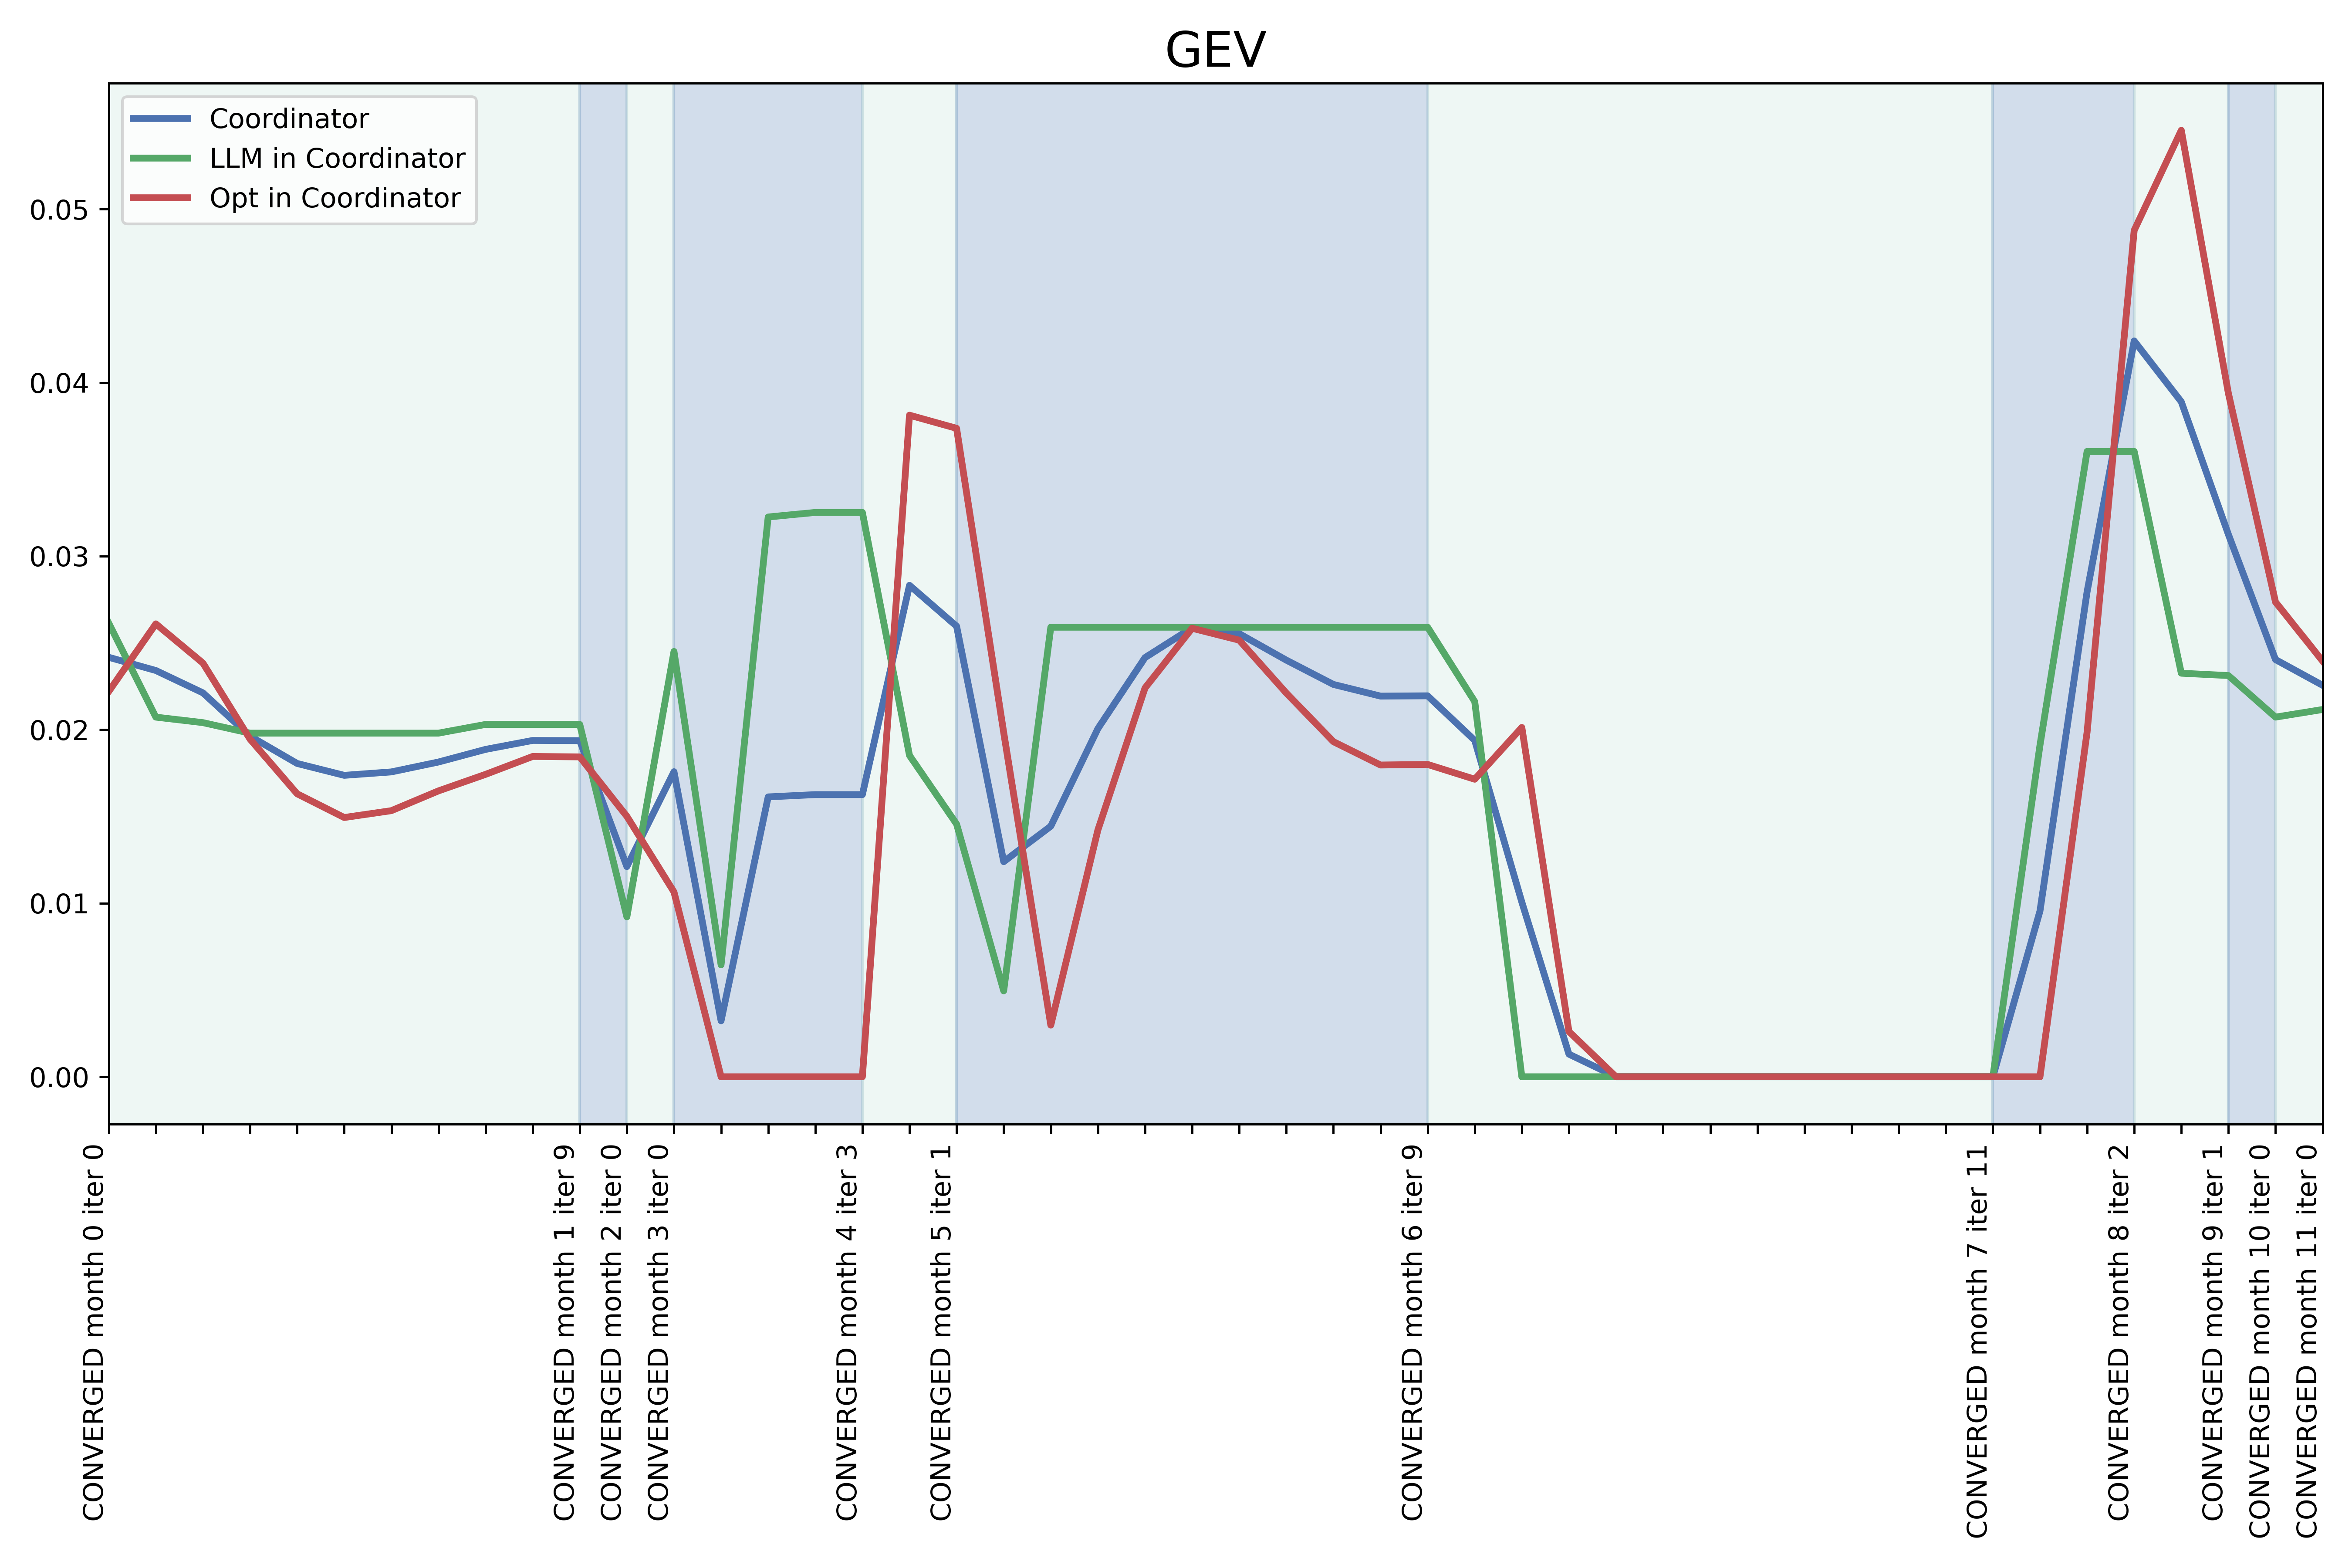 GEV
Coordinator
LLM in Coordinator
Opt in Coordinator
0.05
0.04
0.03
0.02
0.01
0.00
CONVERGED month 0 iter 0
CONVERGED month 1 iter 9
CONVERGED month 2 iter 0
CONVERGED month 3 iter 0
CONVERGED month 4 iter 3
CONVERGED month 5 iter 1
CONVERGED month 6 iter 9
CONVERGED month 7 iter 11
CONVERGED month 8 iter 2
CONVERGED month 9 iter 1
CONVERGED month 10 iter 0
CONVERGED month 11 iter 0